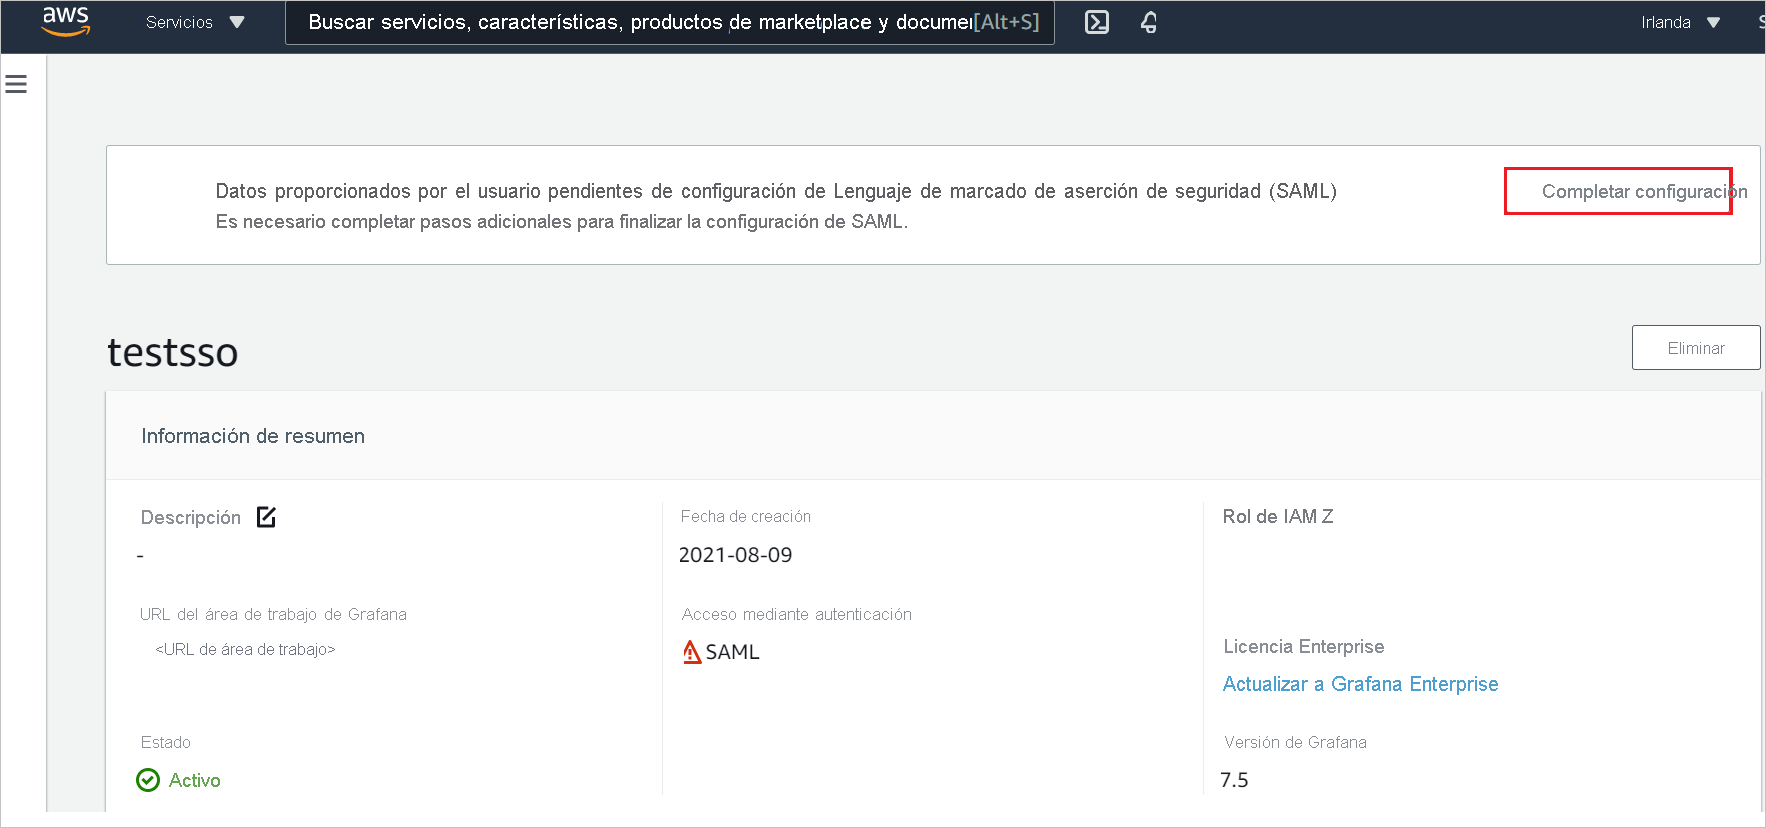 aws
Servicios
Buscar servicios, características, productos de marketplace y documer[Alt+S]
Irlanda
Datos proporcionados por el usuario pendientes de configuración de Lenguaje de marcado de aserción de seguridad (SAML)
Completar configuración
Es necesario completar pasos adicionales para finalizar la configuración de SAML.
testsso
Eliminar
Información de resumen
Descripción
-
Fecha de creación
2021-08-09
Rol de IAM Z
URL del área de trabajo de Grafana
<URL de área de trabajo>
Acceso mediante autenticación
SAML
Licencia Enterprise
Actualizar a Grafana Enterprise
Estado
Activo
Versión de Grafana
7.5